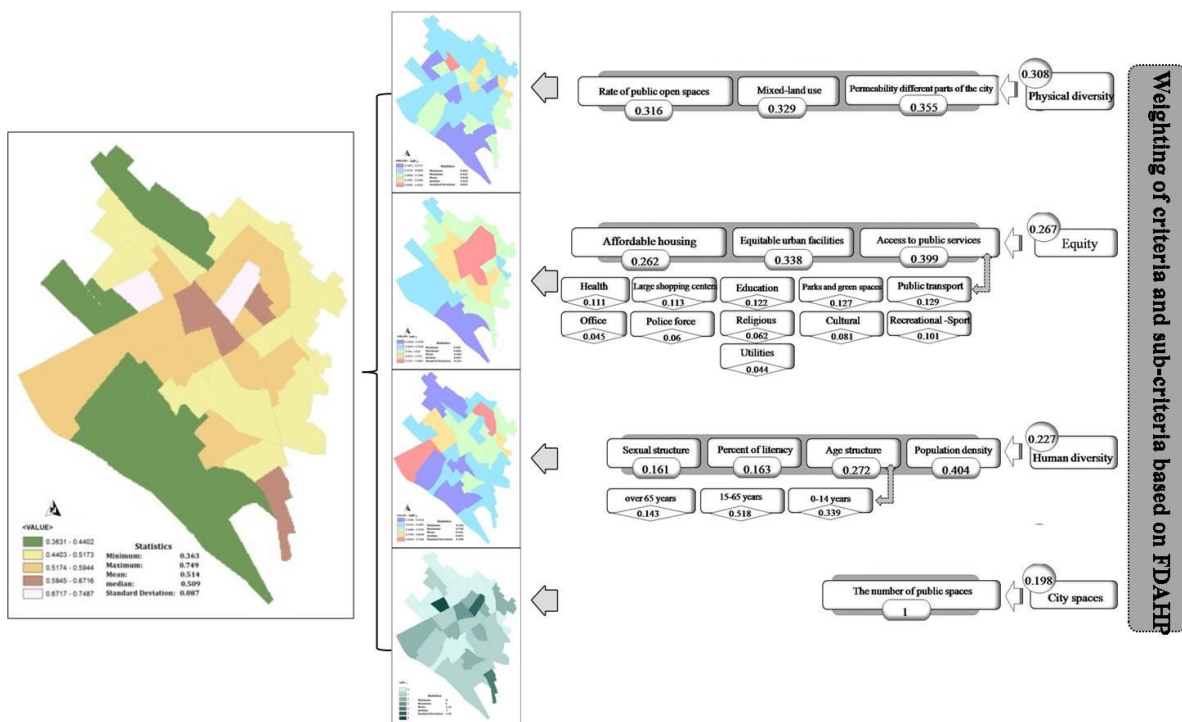 Weighting of criteria and sub-criteria based on FDAHP
0.308
Physical diversity
Rate of public open spaces
0.316
Mixed-land use
0.329
Permeability different parts of the city
0.355
0.267
Equity
Affordable housing
0.262
Equitable urban facilities
0.338
Access to public services
0.399
Health
0.111
Large shopping centers
0.113
Education
0.122
Parks and green spaces
0.127
Public transport
0.129
Office
0.045
Police force
0.06
Religious
0.062
Cultural
0.081
Recreational -Sport
0.101
Utilities
0.044
0.227
Human diversity
Sexual structure
0.161
Percent of literacy
0.163
Age structure
0.272
Population density
0.404
over 65 years
0.143
15-65 years
0.518
0-14 years
0.339
0.198
City spaces
The number of public spaces
1
<VALUE>
0.3631 - 0.4402
0.4403 - 0.5173
0.5174 - 0.5944
0.5945 - 0.6716
0.6717 - 0.7487
Statistics
Minimum: 0.363
Maximum: 0.749
Mean: 0.514
median: 0.509
Standard Deviation: 0.087
Statistics
Statistics
Statistics
Statistics